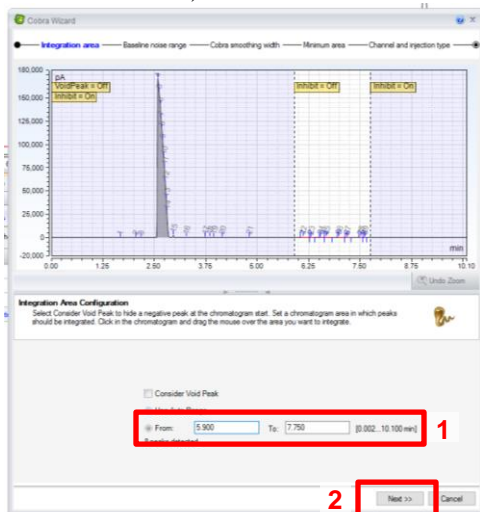 Cobra Wizard
Integration area Baseline noise range Cobra smoothing width Minimum area Channel and injection type
180,000 pA
VoidPeak = Off
Inhibit = On
Inhibit = Off
Inhibit = On
150,000
125,000
100,000
75,000
50,000
25,000
0
-20,000
min
0.00 1.25 2.50 3.75 5.00 6.25 7.50 8.75 10.10
Undo Zoom
Integration Area Configuration
Select Consider Void Peak to hide a negative peak at the chromatogram start. Set a chromatogram area in which peaks
should be integrated. Click in the chromatogram and drag the mouse over the area you want to integrate.
Consider Void Peak
From: 5.900 To: 7.750 [0.002...10.100 min] 1
peaks detected
2 Next >> Cancel